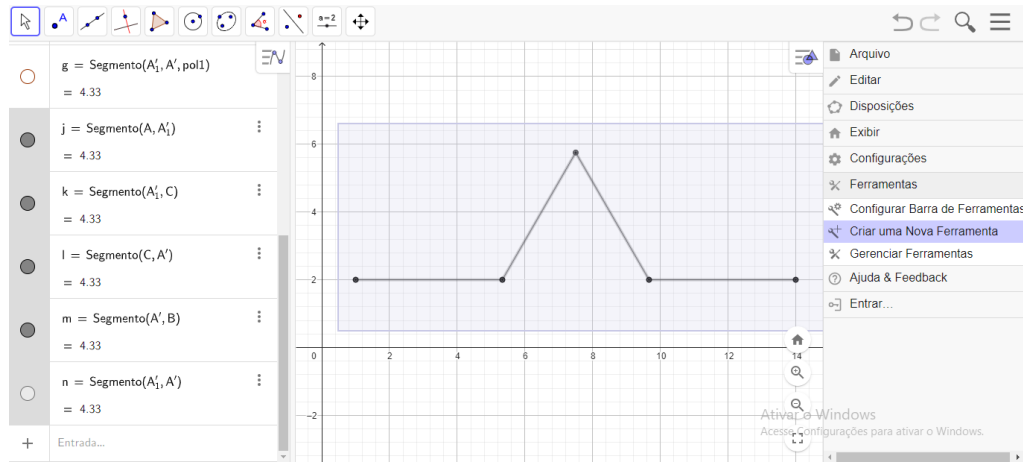 A
a = 2
g = Segmento(A′₁, A′, pol1)
= 4.33
j = Segmento(A, A′₁)
= 4.33
k = Segmento(A′₁, C)
= 4.33
l = Segmento(C, A′)
= 4.33
m = Segmento(A′, B)
= 4.33
n = Segmento(A′₁, A′)
= 4.33
+ Entrada...
8
6
4
2
0 2 4 6 8 10 12 14
−2
Arquivo
Editar
Disposições
Exibir
Configurações
Ferramentas
Configurar Barra de Ferramentas
Criar uma Nova Ferramenta
Gerenciar Ferramentas
Ajuda & Feedback
Entrar...
Ativar o Windows
Acesse Configurações para ativar o Windows.